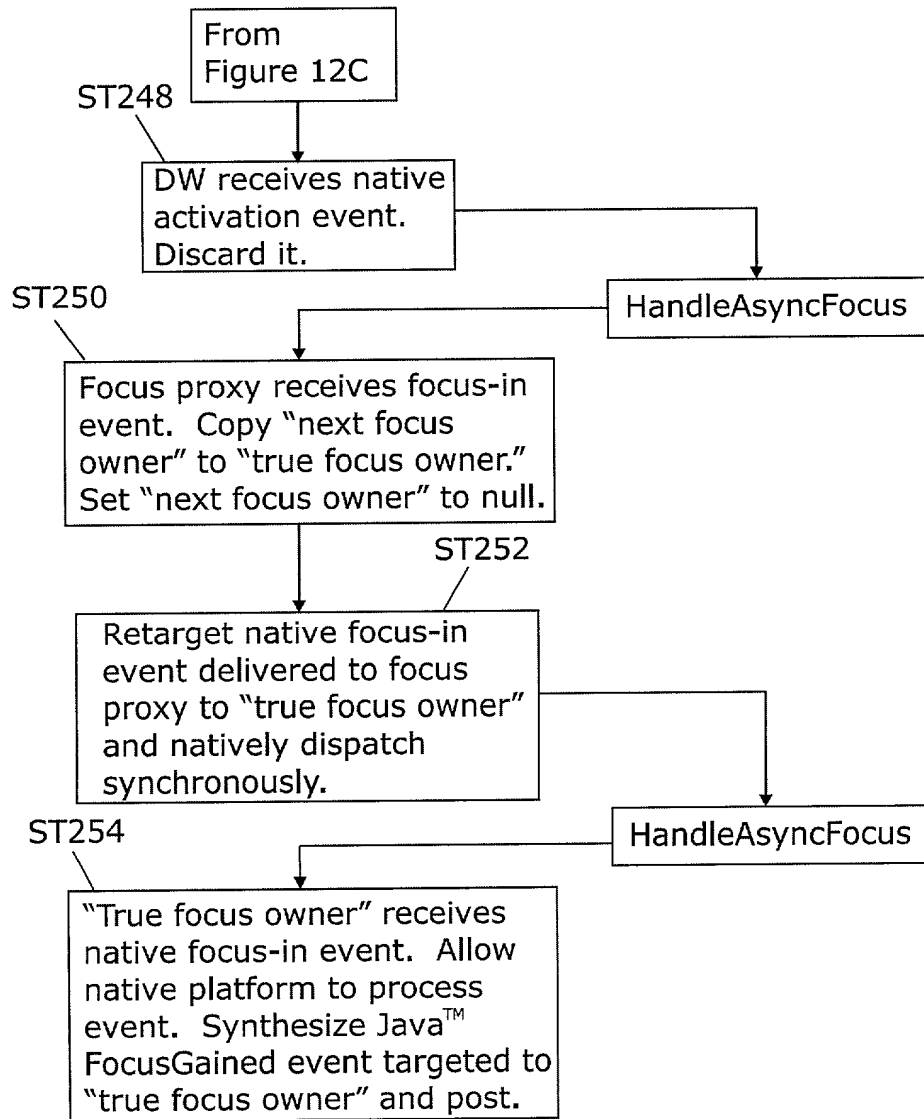 From
Figure 12C
ST248
DW receives native
activation event.
Discard it.
HandleAsyncFocus
ST250
Focus proxy receives focus-in
event. Copy “next focus
owner” to “true focus owner.”
Set “next focus owner” to null.
ST252
Retarget native focus-in
event delivered to focus
proxy to “true focus owner”
and natively dispatch
synchronously.
HandleAsyncFocus
ST254
“True focus owner” receives
native focus-in event. Allow
native platform to process
event. Synthesize Java™
FocusGained event targeted to
“true focus owner” and post.